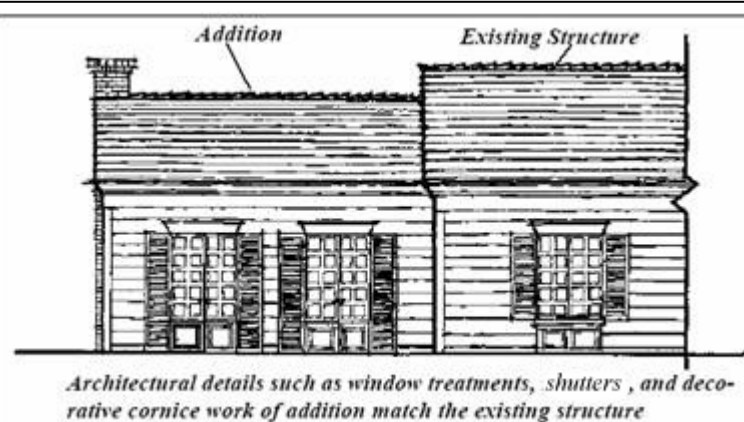 Addition
Existing Structure
Architectural details such as window treatments, shutters , and deco-
rative cornice work of addition match the existing structure